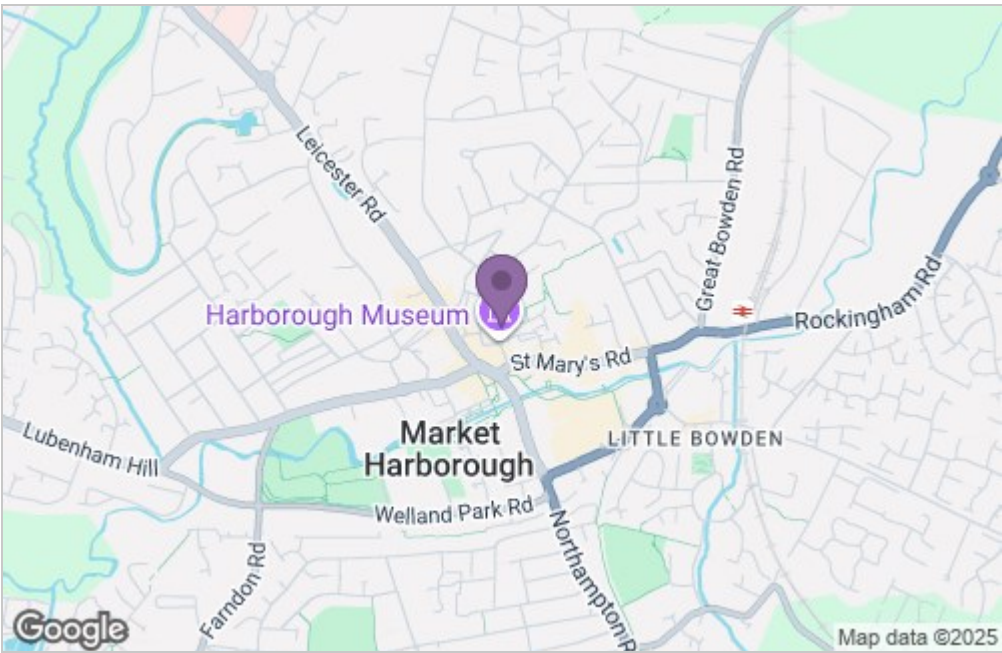 Leicester Rd
Great Bowden Rd
Harborough Museum
Rockingham Rd
St Mary's Rd
Market
Harborough
LITTLE BOWDEN
Lubenham Hill
Welland Park Rd
Northampton R
Farndon Rd
Google
Map data ©2025